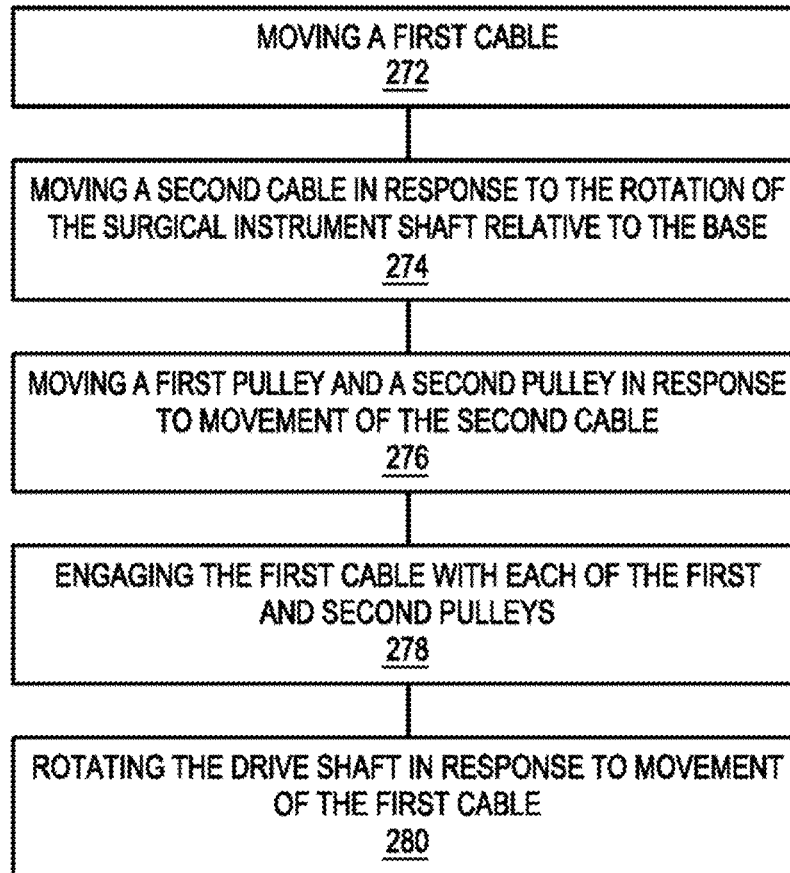 MOVING A FIRST CABLE
272
MOVING A SECOND CABLE IN RESPONSE TO THE ROTATION OF
THE SURGICAL INSTRUMENT SHAFT RELATIVE TO THE BASE
274
MOVING A FIRST PULLEY AND A SECOND PULLEY IN RESPONSE
TO MOVEMENT OF THE SECOND CABLE
276
ENGAGING THE FIRST CABLE WITH EACH OF THE FIRST
AND SECOND PULLEYS
278
ROTATING THE DRIVE SHAFT IN RESPONSE TO MOVEMENT
OF THE FIRST CABLE
280